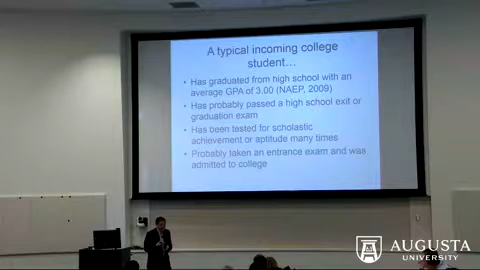 A typical incoming college
student…
• Has graduated from high school with an
average GPA of 3.00 (NAEP, 2009)
• Has probably passed a high school exit or
graduation exam
• Has been tested for scholastic
achievement or aptitude many times
• Probably taken an entrance exam and was
admitted to college
AUGUSTA
UNIVERSITY